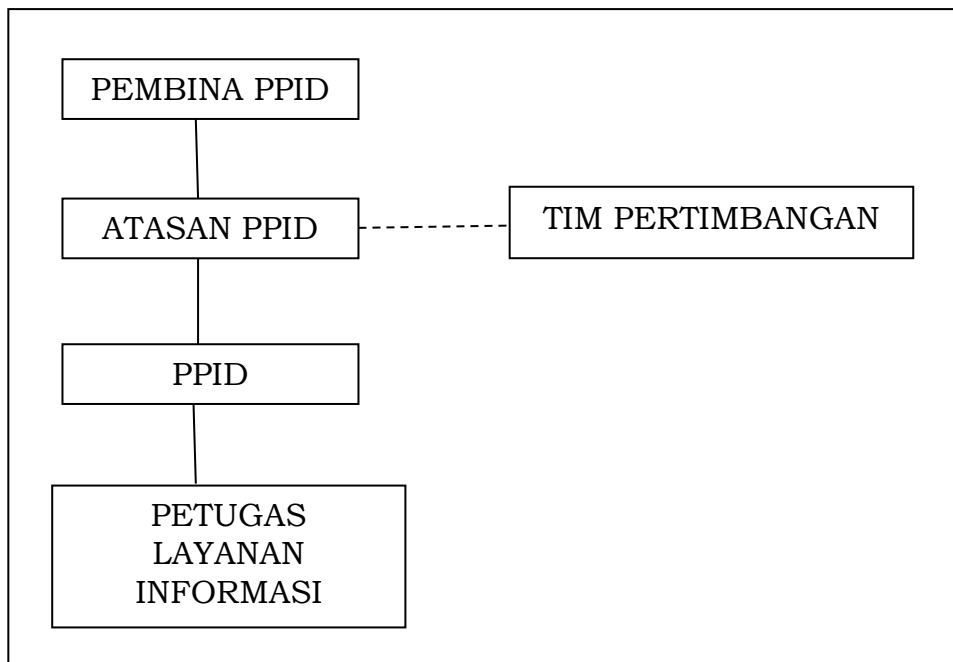 PEMBINA PPID
ATASAN PPID
TIM PERTIMBANGAN
PPID
PETUGAS
LAYANAN
INFORMASI